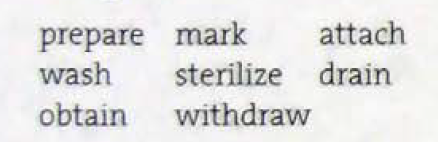 prepare mark attach
wash sterilize drain
obtain withdraw